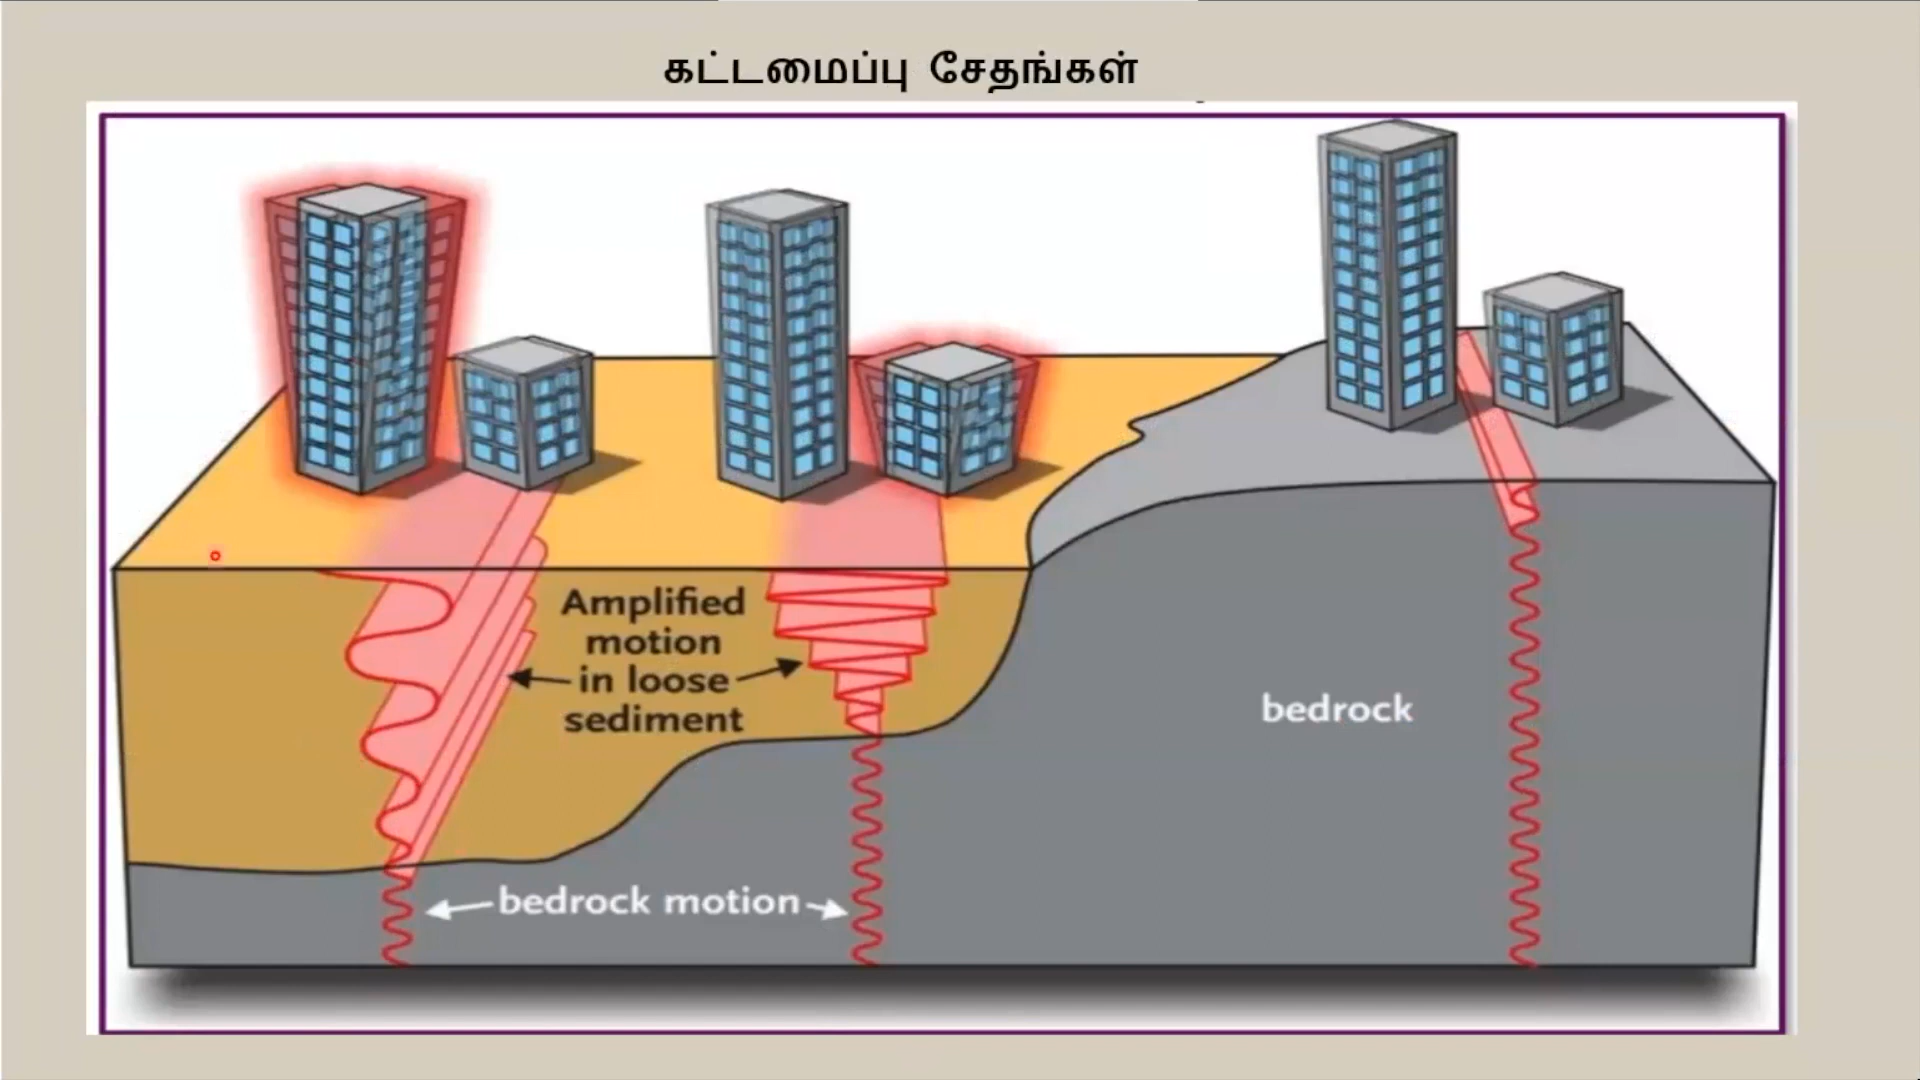 கட்டமைப்பு சேதங்கள்
Amplified
motion
in loose
sediment
bedrock
bedrock motion